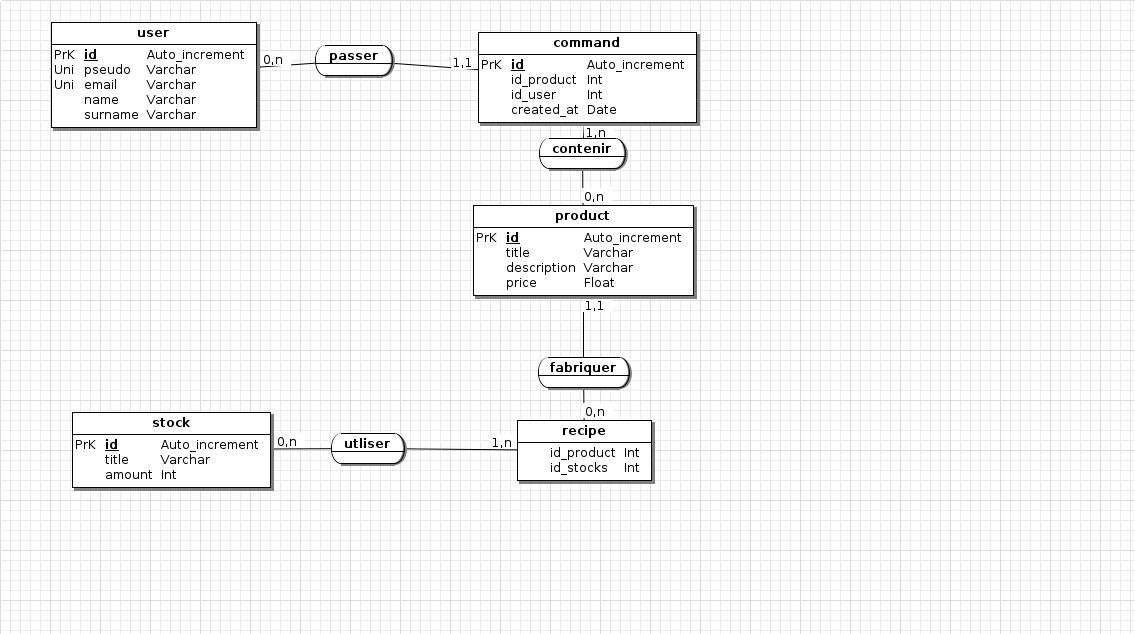 user
PrK id Auto_increment
Uni pseudo Varchar
Uni email Varchar
name Varchar
surname Varchar
0,n
passer
1,1
command
PrK id Auto_increment
id_product Int
id_user Int
created_at Date
1,n
contenir
0,n
product
PrK id Auto_increment
title Varchar
description Varchar
price Float
1,1
fabriquer
0,n
recipe
id_product Int
id_stocks Int
1,n
utliser
0,n
stock
PrK id Auto_increment
title Varchar
amount Int